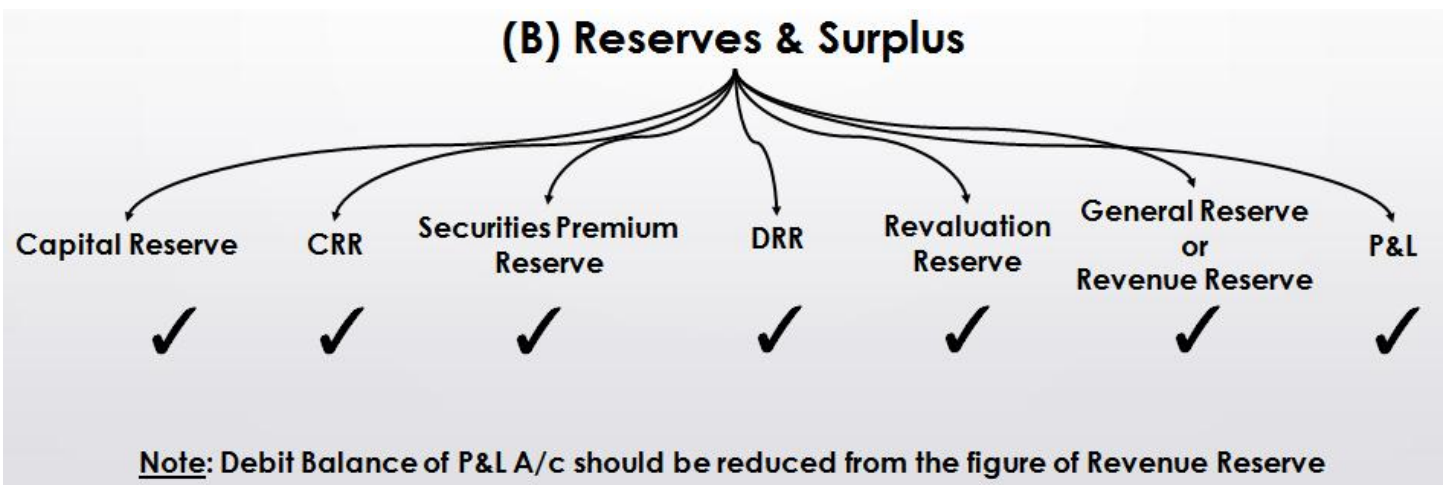 (B) Reserves & Surplus
Capital Reserve
CRR
Securities Premium
Reserve
DRR
Revaluation
Reserve
General Reserve
or
Revenue Reserve
P&L
Note: Debit Balance of P&L A/c should be reduced from the figure of Revenue Reserve